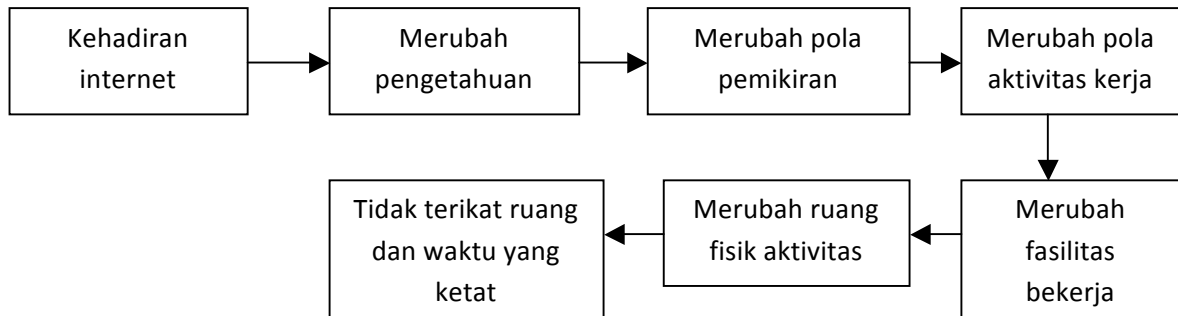 Kehadiran
internet
Merubah
pengetahuan
Merubah pola
pemikiran
Merubah pola
aktivitas kerja
Merubah
fasilitas
bekerja
Merubah ruang
fisik aktivitas
Tidak terikat ruang
dan waktu yang
ketat